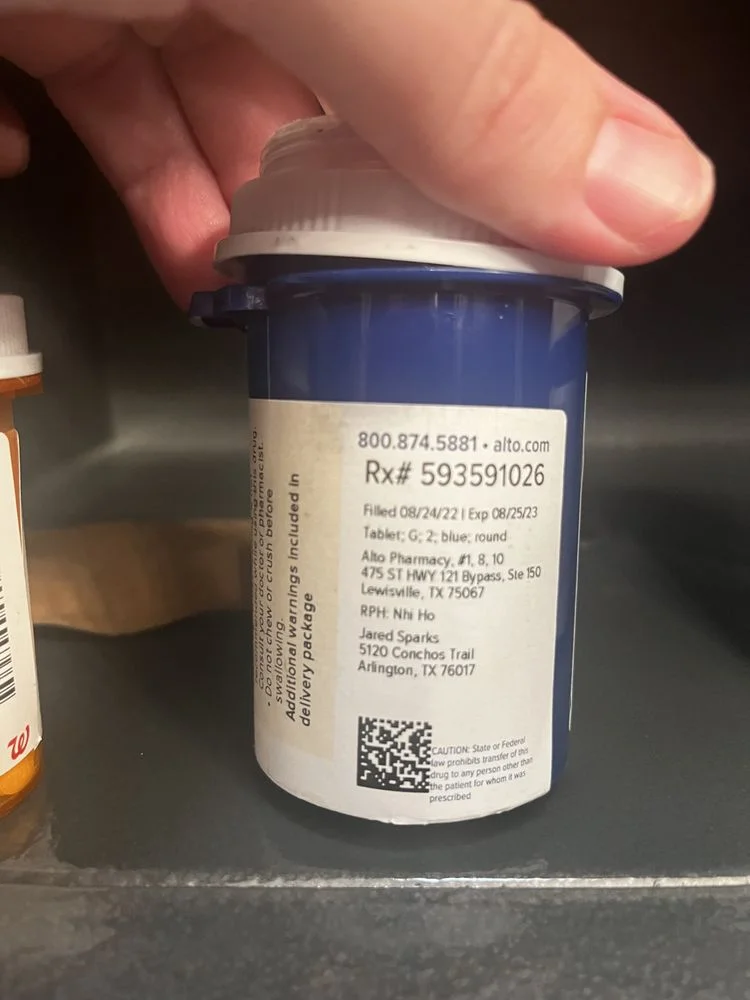 800.874.5881 • alto.com
Rx# 593591026
Filled 08/24/22 | Exp 08/25/23
Tablet; G; 2; blue; round
Alto Pharmacy, #1, 8, 10
475 ST HWY 121 Bypass, Ste 150
Lewisville, TX 75067
RPH: Nhi Ho
Jared Sparks
5120 Conchos Trail
Arlington, TX 76017
CAUTION: State or Federal
law prohibits transfer of this
drug to any person other than
the patient for whom it was
prescribed
while using this drug.
Consult your doctor or pharmacist.
• Do not chew or crush before
swallowing.
Additional warnings included in
delivery package
W